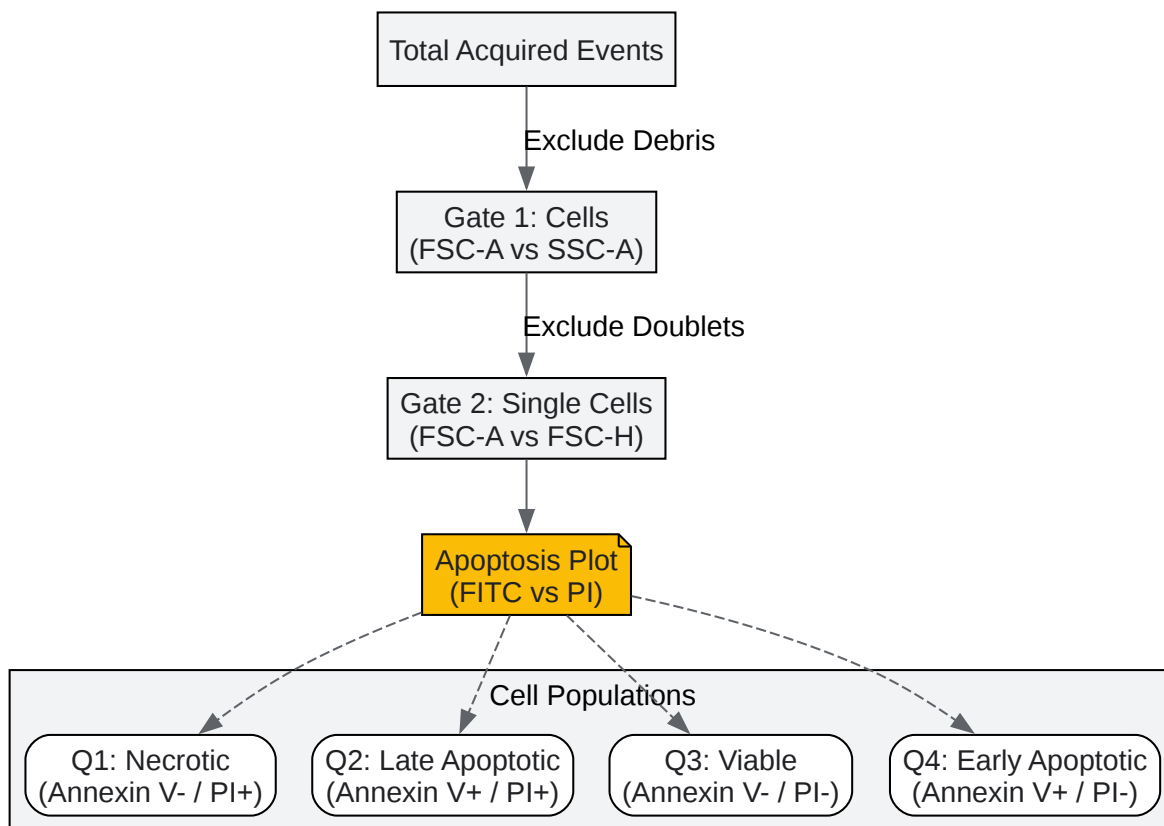 Total Acquired Events
Exclude Debris
Gate 1: Cells
(FSC-A vs SSC-A)
Exclude Doublets
Gate 2: Single Cells
(FSC-A vs FSC-H)
Apoptosis Plot
(FITC vs PI)
Cell Populations
Q1: Necrotic
(Annexin V- / PI+)
Q2: Late Apoptotic
(Annexin V+ / PI+)
Q3: Viable
(Annexin V- / PI-)
Q4: Early Apoptotic
(Annexin V+ / PI-)